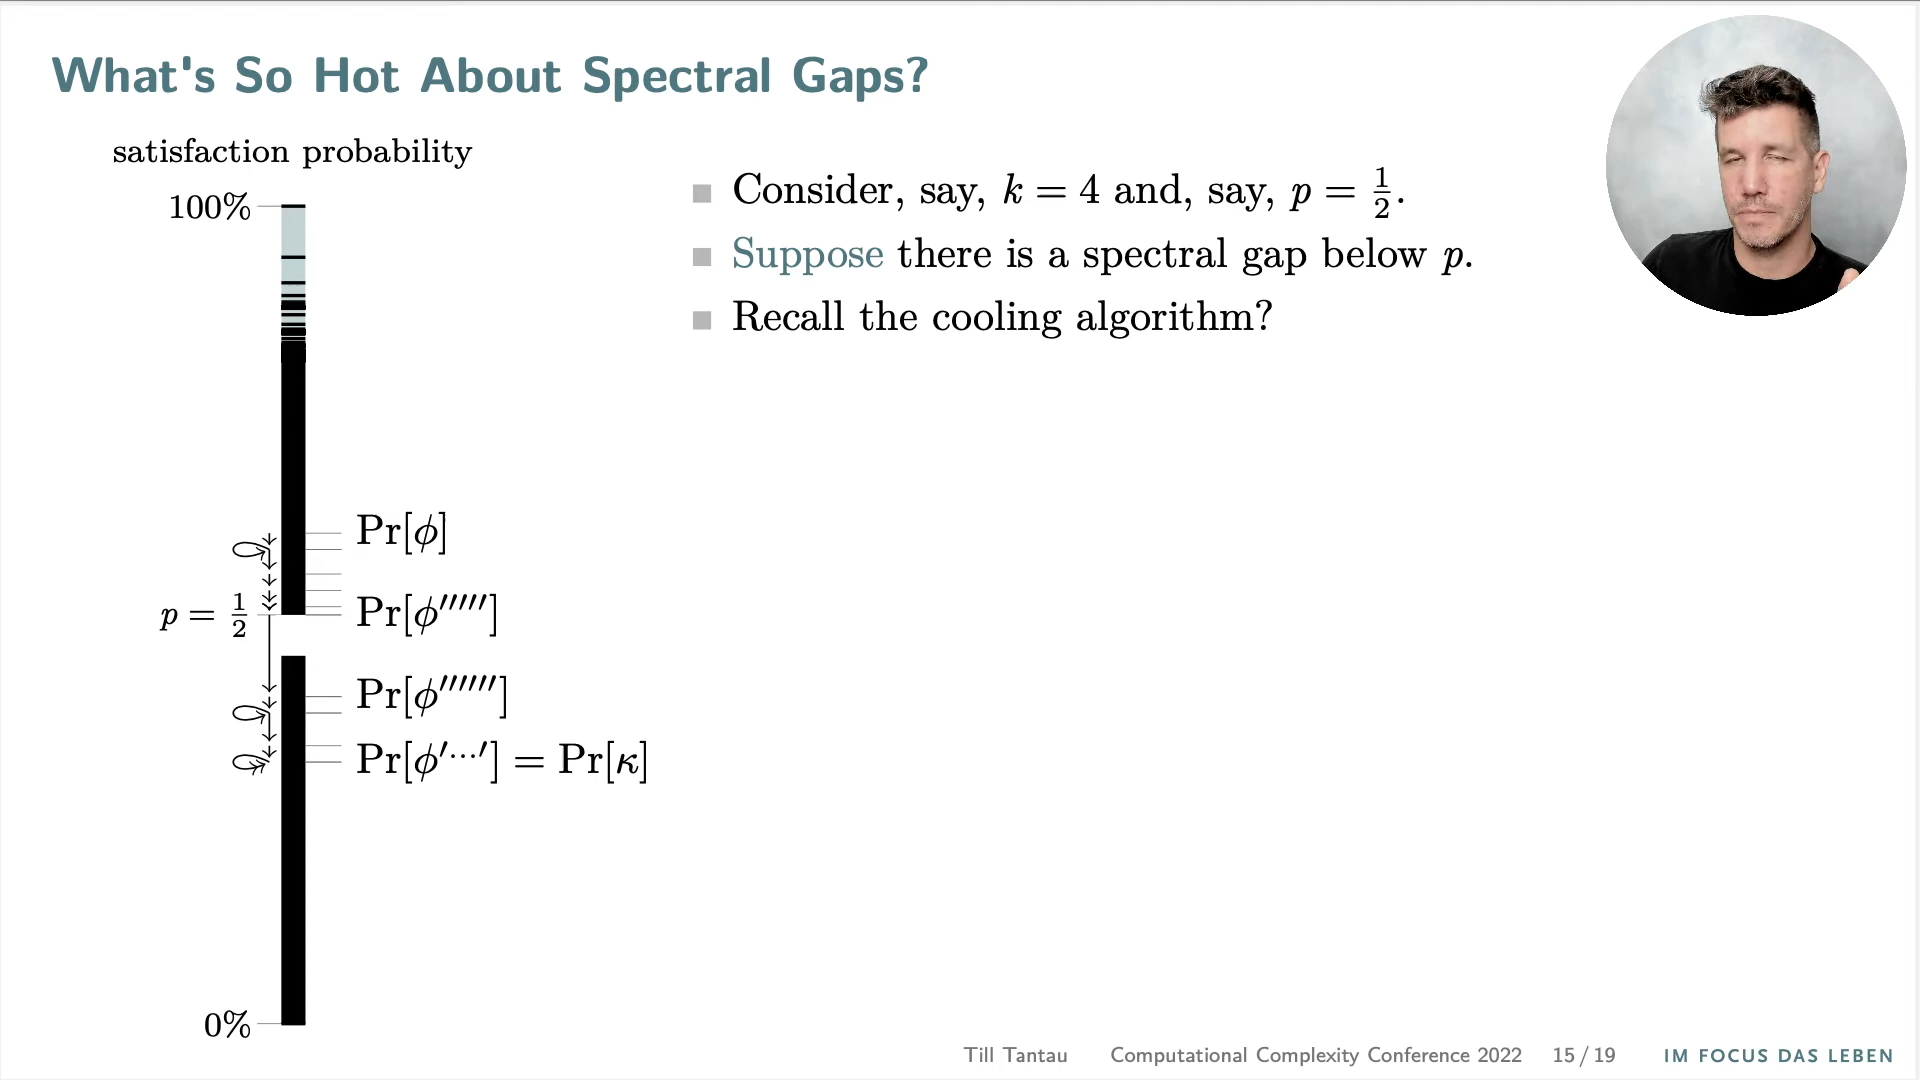 What's So Hot About Spectral Gaps?
satisfaction probability
100%
Pr[ϕ]
p = 1/2
Pr[ϕ′′′′′]
Pr[ϕ′′′′′′]
Pr[ϕ′···′] = Pr[κ]
0%
■ Consider, say, k = 4 and, say, p = 1/2.
■ Suppose there is a spectral gap below p.
■ Recall the cooling algorithm?
Till Tantau Computational Complexity Conference 2022 15 / 19 IM FOCUS DAS LEBEN